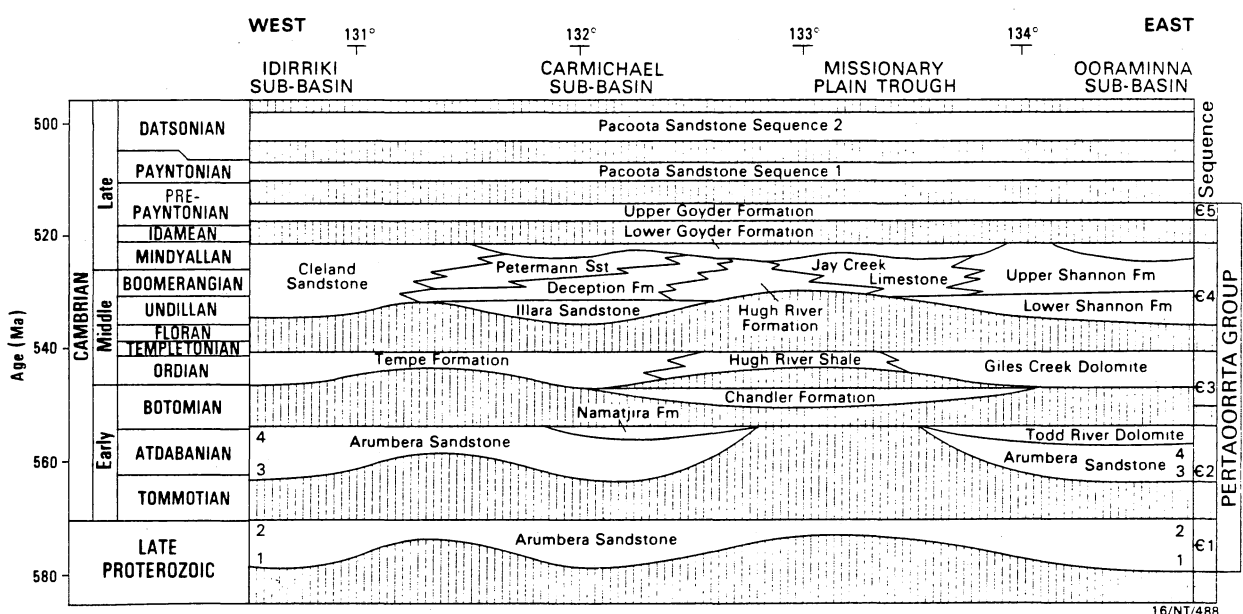 WEST
EAST
131°
132°
133°
134°
IDIRRIKI
SUB-BASIN
CARMICHAEL
SUB-BASIN
MISSIONARY
PLAIN TROUGH
OORAMINNA
SUB-BASIN
Sequence
Age (Ma)
500
520
540
560
580
CAMBRIAN
Late
Middle
Early
DATSONIAN
PAYNTONIAN
PRE-
PAYNTONIAN
IDAMEAN
MINDYALLAN
BOOMERANGIAN
UNDILLAN
FLORAN
TEMPLETONIAN
ORDIAN
BOTOMIAN
ATDABANIAN
TOMMOTIAN
LATE
PROTEROZOIC
Pacoota Sandstone Sequence 2
Pacoota Sandstone Sequence 1
Upper Goyder Formation
Lower Goyder Formation
Cleland
Sandstone
Petermann Sst
Deception Fm
Illara Sandstone
Hugh River
Formation
Jay Creek
Limestone
Upper Shannon Fm
Lower Shannon Fm
Tempe Formation
Hugh River Shale
Giles Creek Dolomite
Chandler Formation
Namatjira Fm
4
Arumbera Sandstone
3
Todd River Dolomite
Arumbera Sandstone
4
3
2
Arumbera Sandstone
1
2
1
Є5
Є4
Є3
Є2
Є1
PERTAOORRTA GROUP
16/NT/488